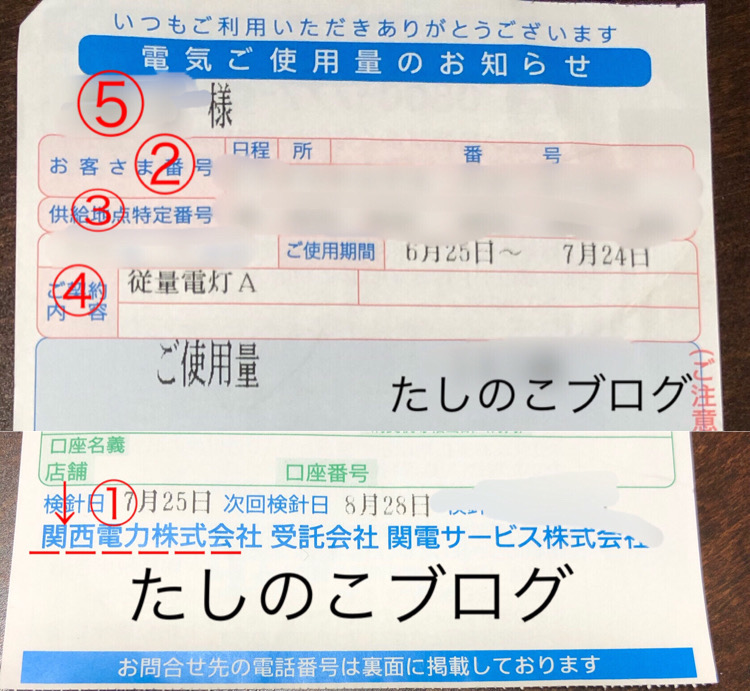 いつもご利用いただきありがとうございます
電気ご使用量のお知らせ
⑤ 様
お客さま番号 ② 日程 所 番 号
供給地点特定番号 ③
ご使用期間 6月25日～ 7月24日
ご契約内容 ④ 従量電灯A
ご使用量
たしのこブログ
(ご注意
口座名義
店舗 口座番号
検針日 ① 7月25日 次回検針日 8月28日
関西電力株式会社 受託会社 関電サービス株式会社
たしのこブログ
お問合せ先の電話番号は裏面に掲載しております